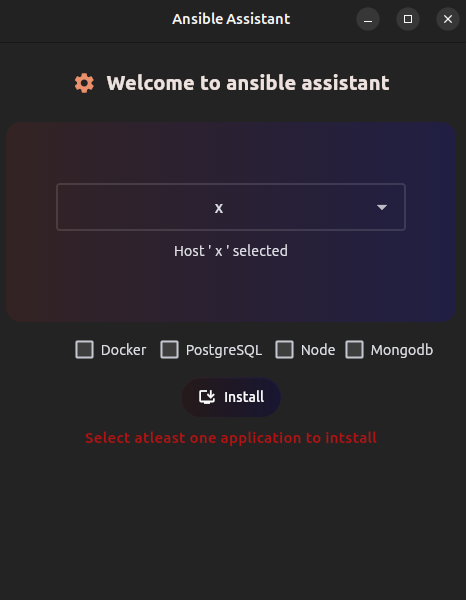 Ansible Assistant
Welcome to ansible assistant
x
Host ' x ' selected
Docker PostgreSQL Node Mongodb
Install
Select atleast one application to intstall